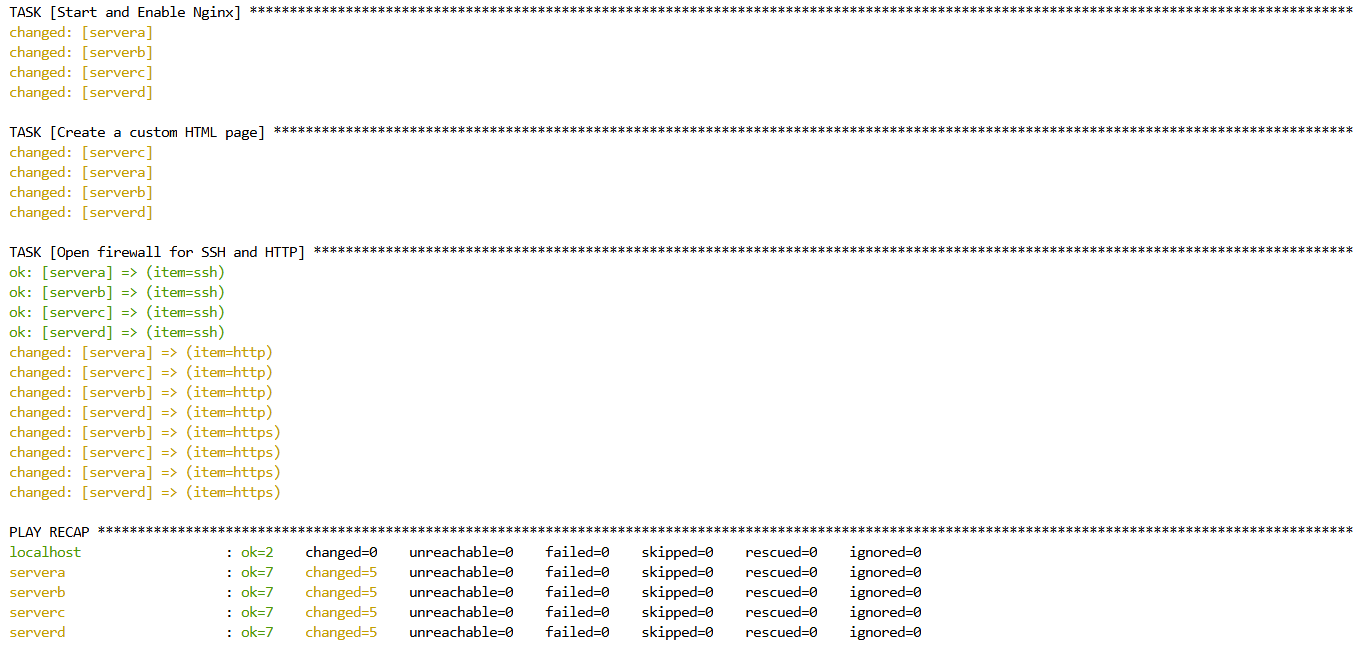 TASK [Start and Enable Nginx] ******************************************************************************************************************************************
changed: [servera]
changed: [serverb]
changed: [serverc]
changed: [serverd]
TASK [Create a custom HTML page] ***************************************************************************************************************************************
changed: [serverc]
changed: [servera]
changed: [serverb]
changed: [serverd]
TASK [Open firewall for SSH and HTTP] **********************************************************************************************************************************
ok: [servera] => (item=ssh)
ok: [serverb] => (item=ssh)
ok: [serverc] => (item=ssh)
ok: [serverd] => (item=ssh)
changed: [servera] => (item=http)
changed: [serverc] => (item=http)
changed: [serverb] => (item=http)
changed: [serverd] => (item=http)
changed: [serverb] => (item=https)
changed: [serverc] => (item=https)
changed: [servera] => (item=https)
changed: [serverd] => (item=https)
PLAY RECAP *************************************************************************************************************************************************************
localhost                  : ok=2    changed=0    unreachable=0    failed=0    skipped=0    rescued=0    ignored=0
servera                    : ok=7    changed=5    unreachable=0    failed=0    skipped=0    rescued=0    ignored=0
serverb                    : ok=7    changed=5    unreachable=0    failed=0    skipped=0    rescued=0    ignored=0
serverc                    : ok=7    changed=5    unreachable=0    failed=0    skipped=0    rescued=0    ignored=0
serverd                    : ok=7    changed=5    unreachable=0    failed=0    skipped=0    rescued=0    ignored=0